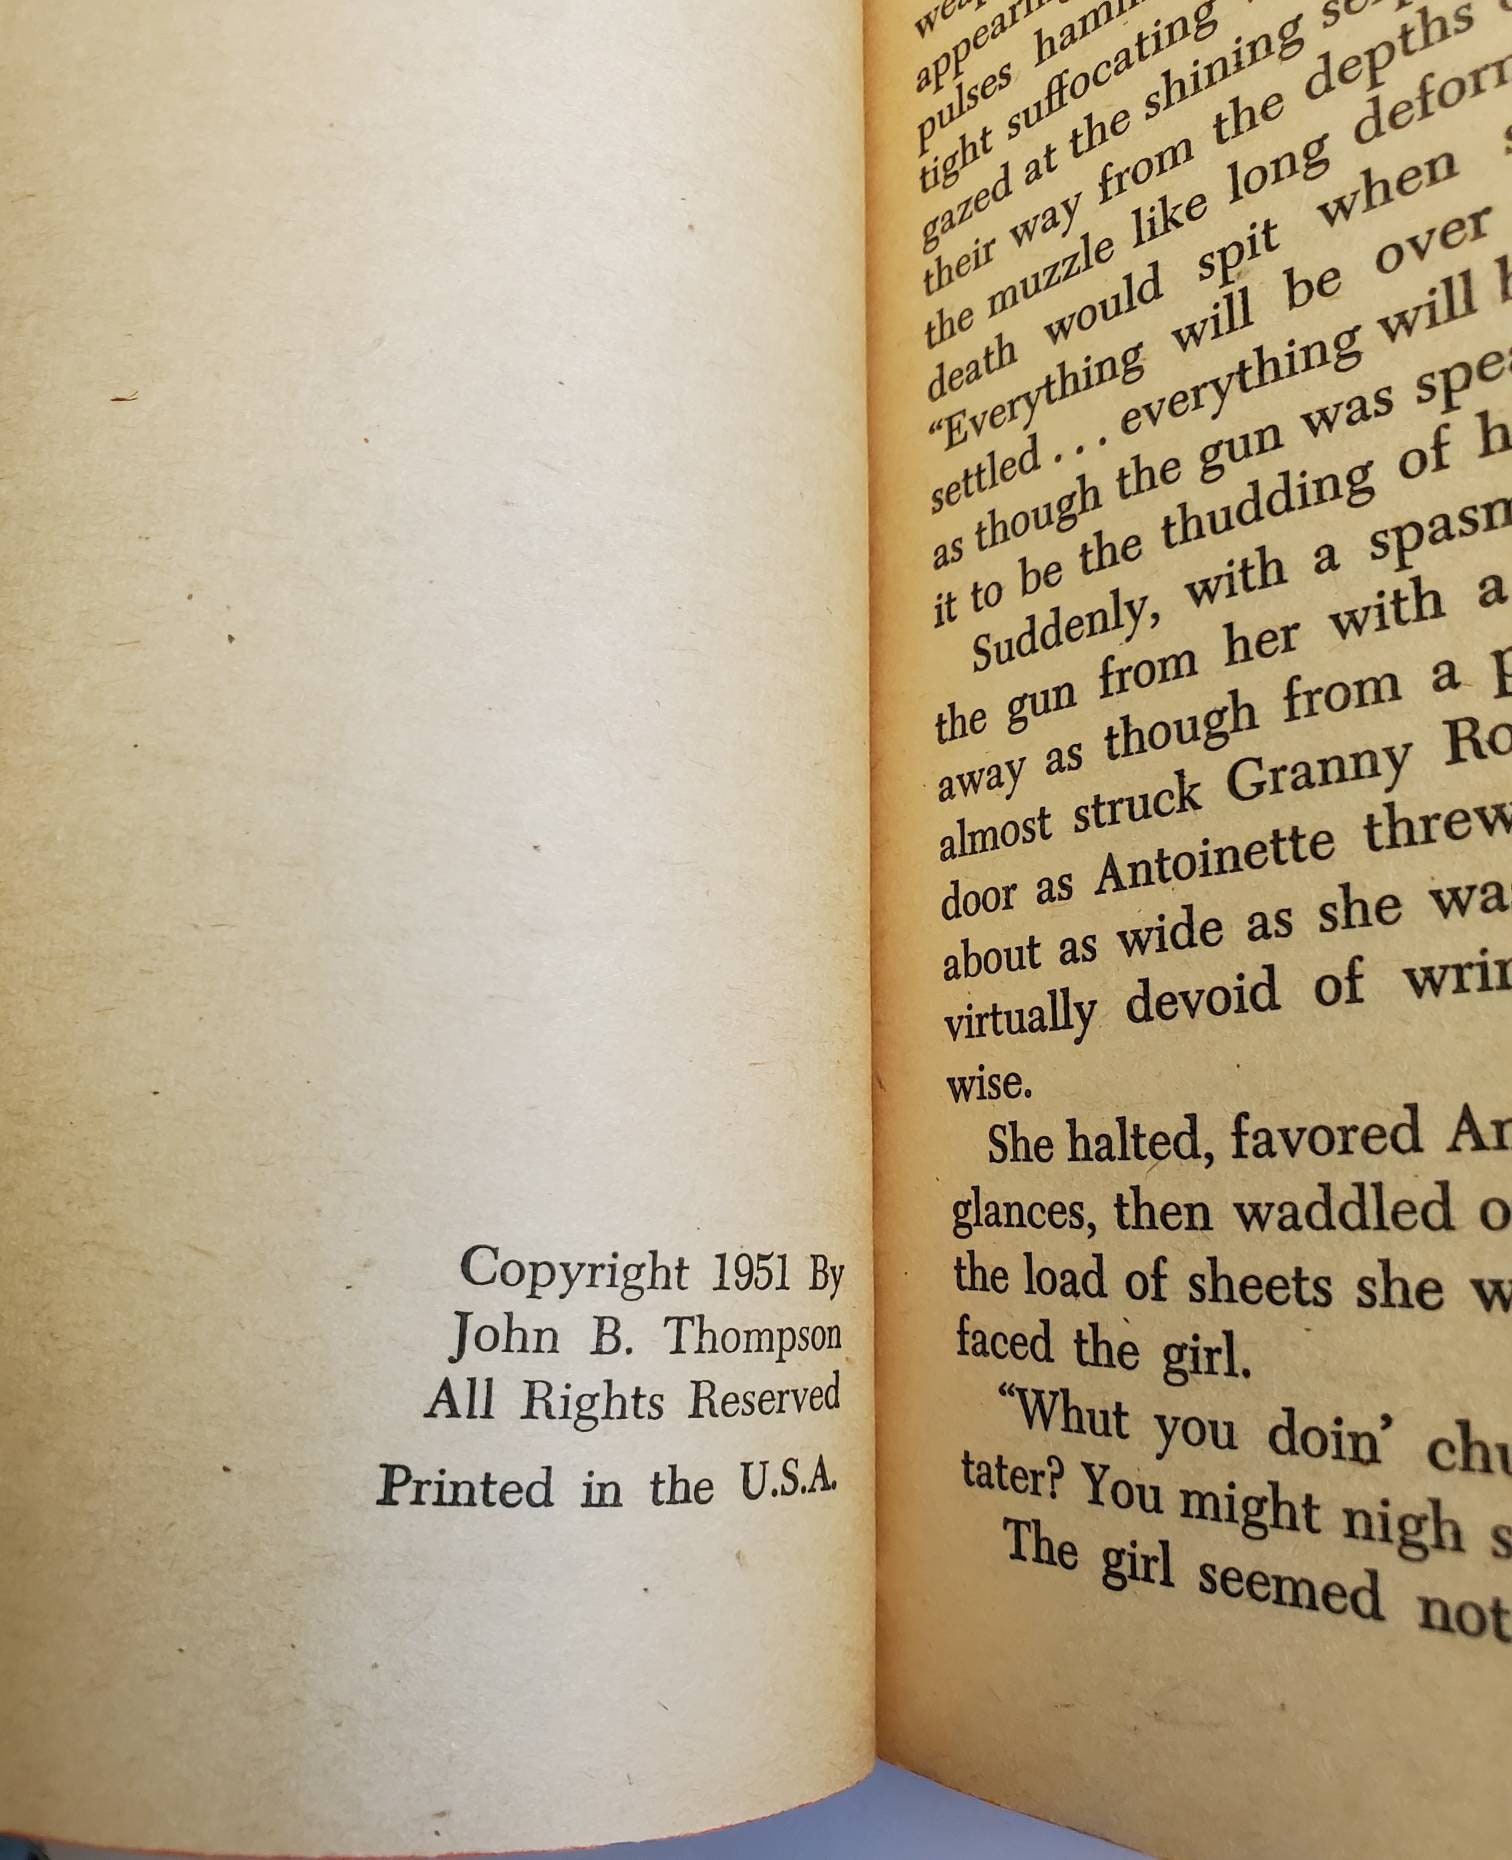 Copyright 1951 By
John B. Thompson
All Rights Reserved
Printed in the U.S.A.
appearing
pulses
tight suffocating
gazed at the shining
their way from the depths
the muzzle like long
death would spit when
"Everything will be over
settled... everything will
as though the gun was
it to be the thudding of
Suddenly, with a
the gun from her with a
away as though from a
almost struck Granny
door as Antoinette threw
about as wide as she
virtually devoid of
wise.
She halted, favored
glances, then waddled
the load of sheets she
faced the girl.
"Whut you doin'
tater? You might nigh
The girl seemed not